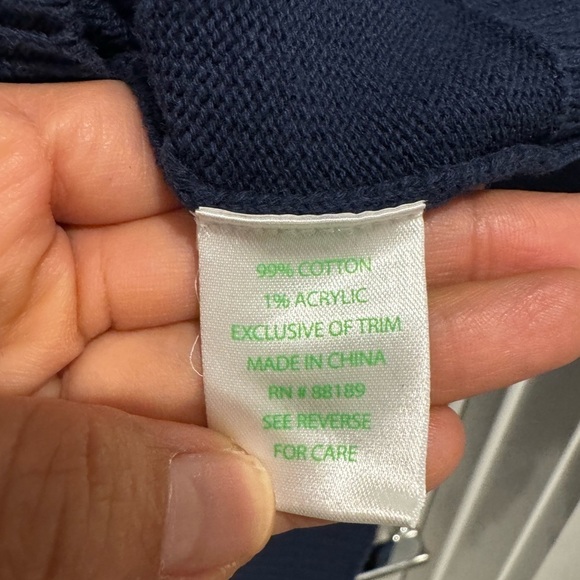 99% COTTON
1% ACRYLIC
EXCLUSIVE OF TRIM
MADE IN CHINA
RN # 88189
SEE REVERSE
FOR CARE